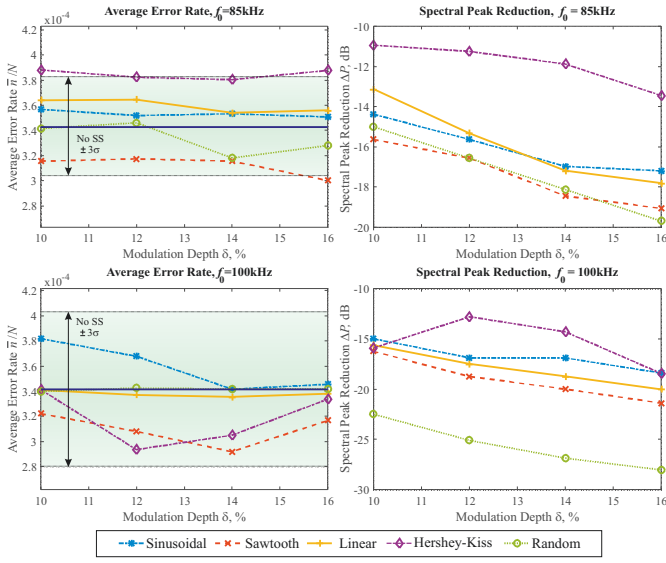 Average Error Rate, f0=85kHz
×10-4
4.2
4
3.8
3.6
3.4
3.2
3
2.8
Average Error Rate n̅ /N
No SS
± 3σ
10 11 12 13 14 15 16
Modulation Depth δ, %
Spectral Peak Reduction, f0 = 85kHz
-10
-12
-14
-16
-18
-20
Spectral Peak Reduction ΔP, dB
10 11 12 13 14 15 16
Modulation Depth δ, %
Average Error Rate, f0=100kHz
×10-4
4.2
4
3.8
3.6
3.4
3.2
3
2.8
Average Error Rate n̅ /N
No SS
± 3σ
10 11 12 13 14 15 16
Modulation Depth δ, %
Spectral Peak Reduction, f0 = 100kHz
-10
-15
-20
-25
-30
Spectral Peak Reduction ΔP, dB
10 11 12 13 14 15 16
Modulation Depth δ, %
Sinusoidal Sawtooth Linear Hershey-Kiss Random